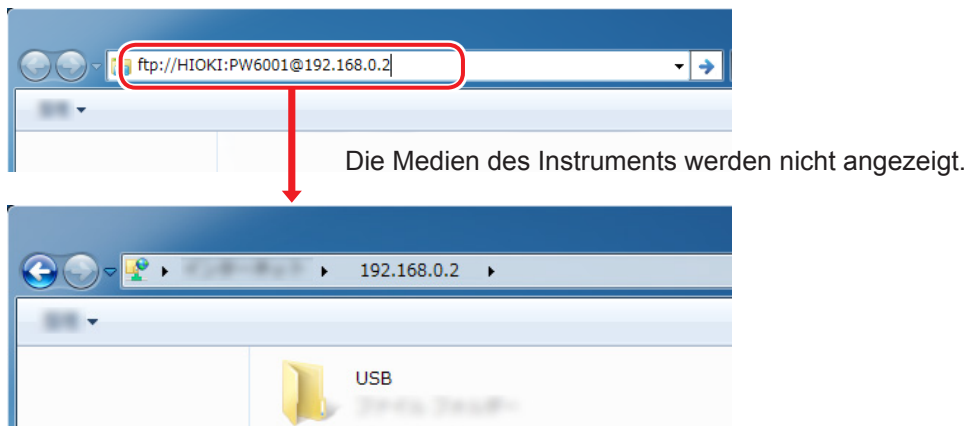 ftp://HIOKI:PW6001@192.168.0.2
Die Medien des Instruments werden nicht angezeigt.
192.168.0.2
USB